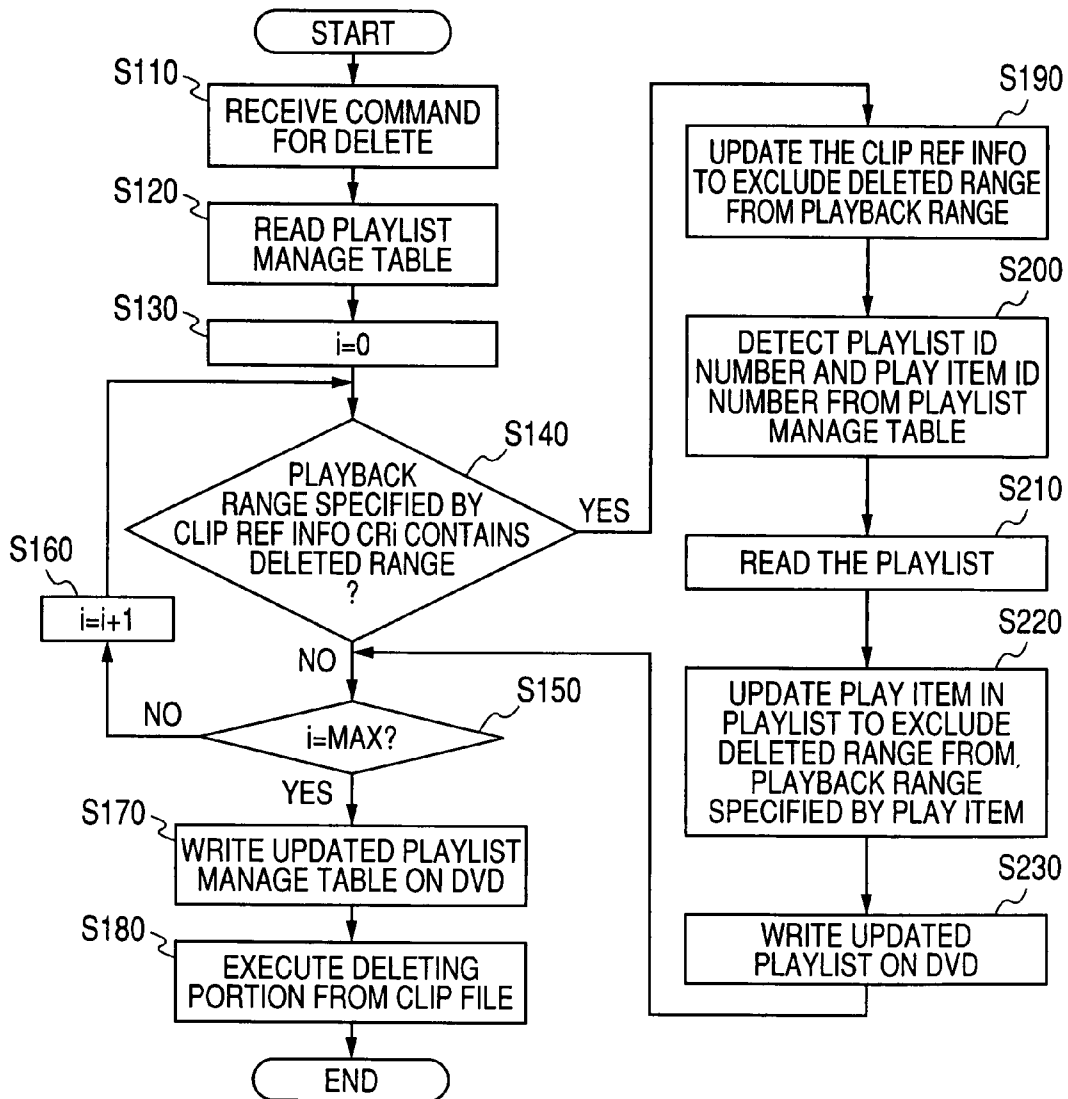 START
S110
RECEIVE COMMAND
FOR DELETE
S120
READ PLAYLIST
MANAGE TABLE
S130
i=0
S140
PLAYBACK
RANGE SPECIFIED BY
CLIP REF INFO CRi CONTAINS
DELETED RANGE
?
YES
NO
S160
i=i+1
S150
i=MAX?
NO
YES
S170
WRITE UPDATED PLAYLIST
MANAGE TABLE ON DVD
S180
EXECUTE DELETING
PORTION FROM CLIP FILE
END
S190
UPDATE THE CLIP REF INFO
TO EXCLUDE DELETED RANGE
FROM PLAYBACK RANGE
S200
DETECT PLAYLIST ID
NUMBER AND PLAY ITEM ID
NUMBER FROM PLAYLIST
MANAGE TABLE
S210
READ THE PLAYLIST
S220
UPDATE PLAY ITEM IN
PLAYLIST TO EXCLUDE
DELETED RANGE FROM.
PLAYBACK RANGE
SPECIFIED BY PLAY ITEM
S230
WRITE UPDATED
PLAYLIST ON DVD